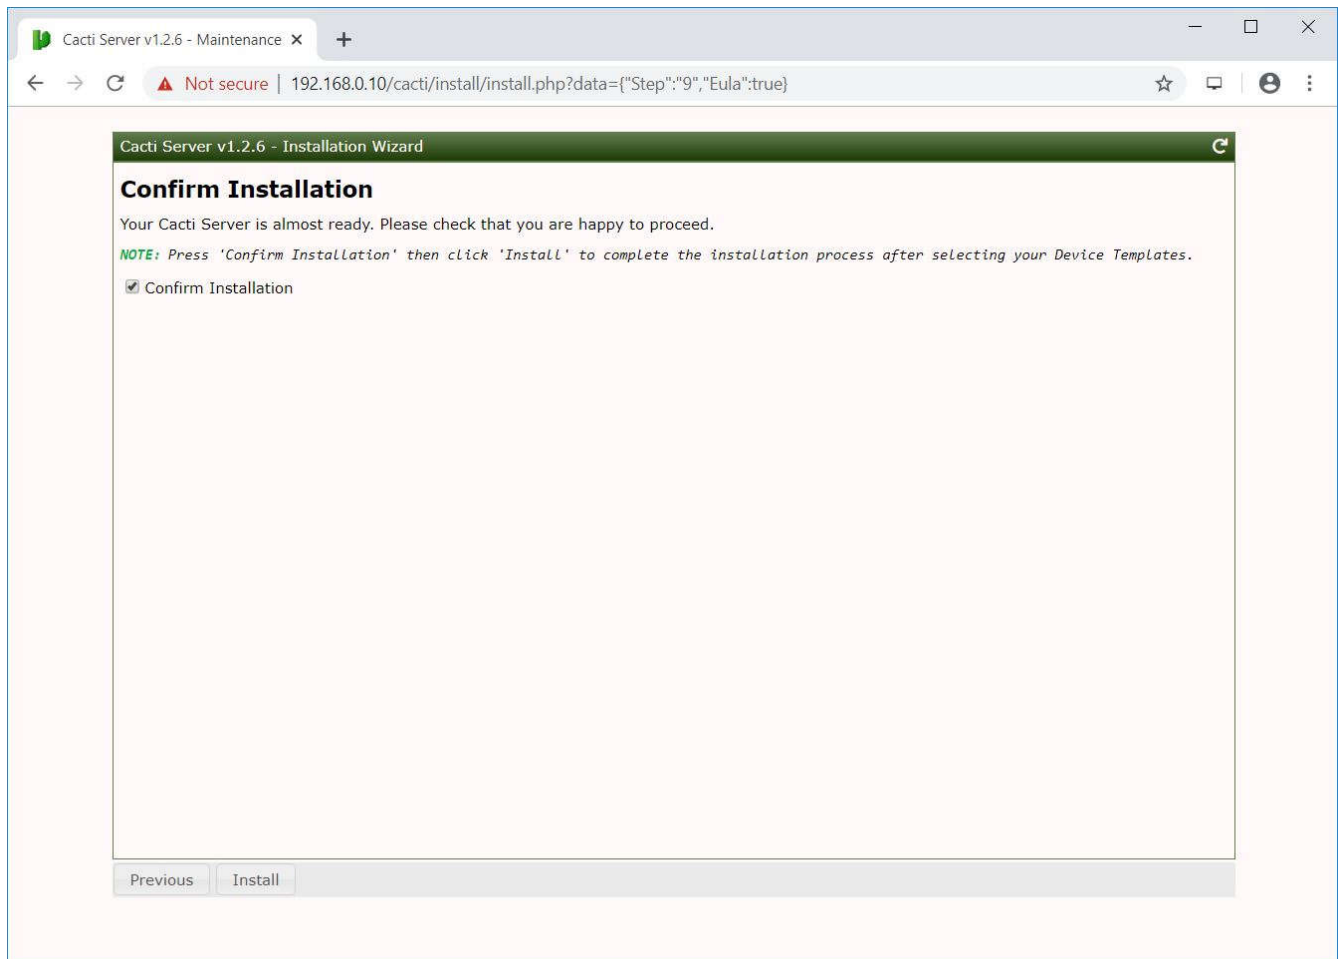 Cacti Server v1.2.6 - Maintenance
Not secure | 192.168.0.10/cacti/install/install.php?data={"Step":"9","Eula":true}
Cacti Server v1.2.6 - Installation Wizard
Confirm Installation
Your Cacti Server is almost ready. Please check that you are happy to proceed.
NOTE: Press 'Confirm Installation' then click 'Install' to complete the installation process after selecting your Device Templates.
Confirm Installation
Previous Install